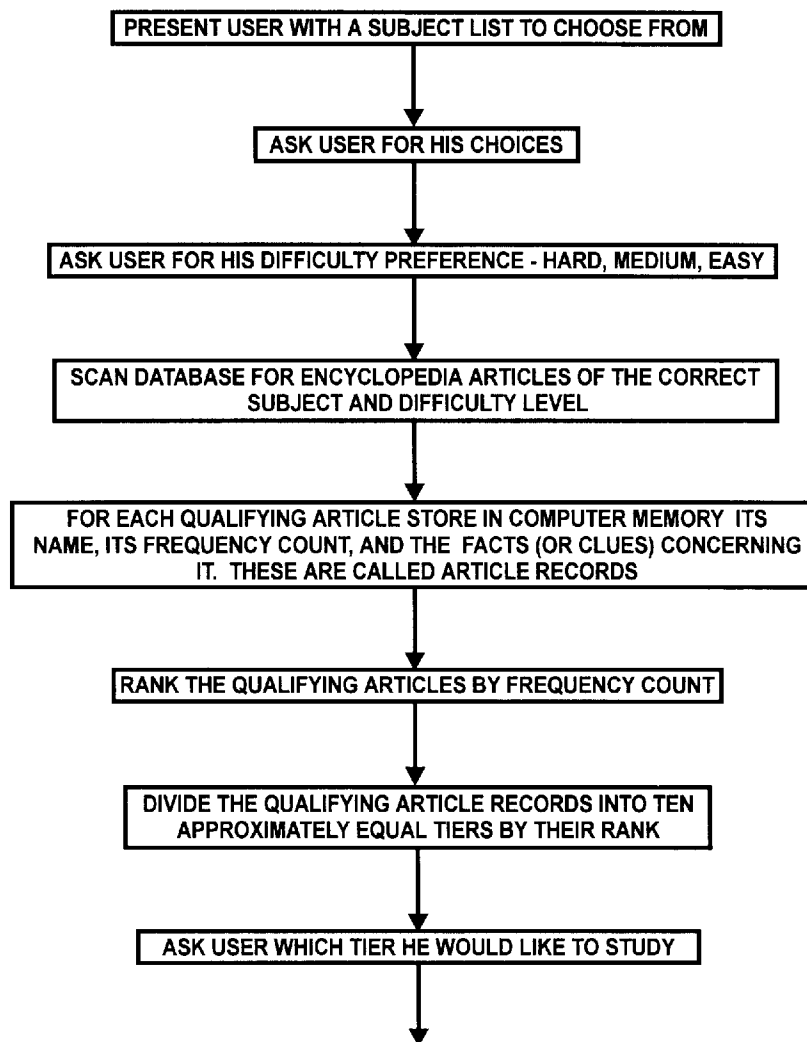 PRESENT USER WITH A SUBJECT LIST TO CHOOSE FROM
ASK USER FOR HIS CHOICES
ASK USER FOR HIS DIFFICULTY PREFERENCE - HARD, MEDIUM, EASY
SCAN DATABASE FOR ENCYCLOPEDIA ARTICLES OF THE CORRECT
SUBJECT AND DIFFICULTY LEVEL
FOR EACH QUALIFYING ARTICLE STORE IN COMPUTER MEMORY ITS
NAME, ITS FREQUENCY COUNT, AND THE FACTS (OR CLUES) CONCERNING
IT. THESE ARE CALLED ARTICLE RECORDS
RANK THE QUALIFYING ARTICLES BY FREQUENCY COUNT
DIVIDE THE QUALIFYING ARTICLE RECORDS INTO TEN
APPROXIMATELY EQUAL TIERS BY THEIR RANK
ASK USER WHICH TIER HE WOULD LIKE TO STUDY